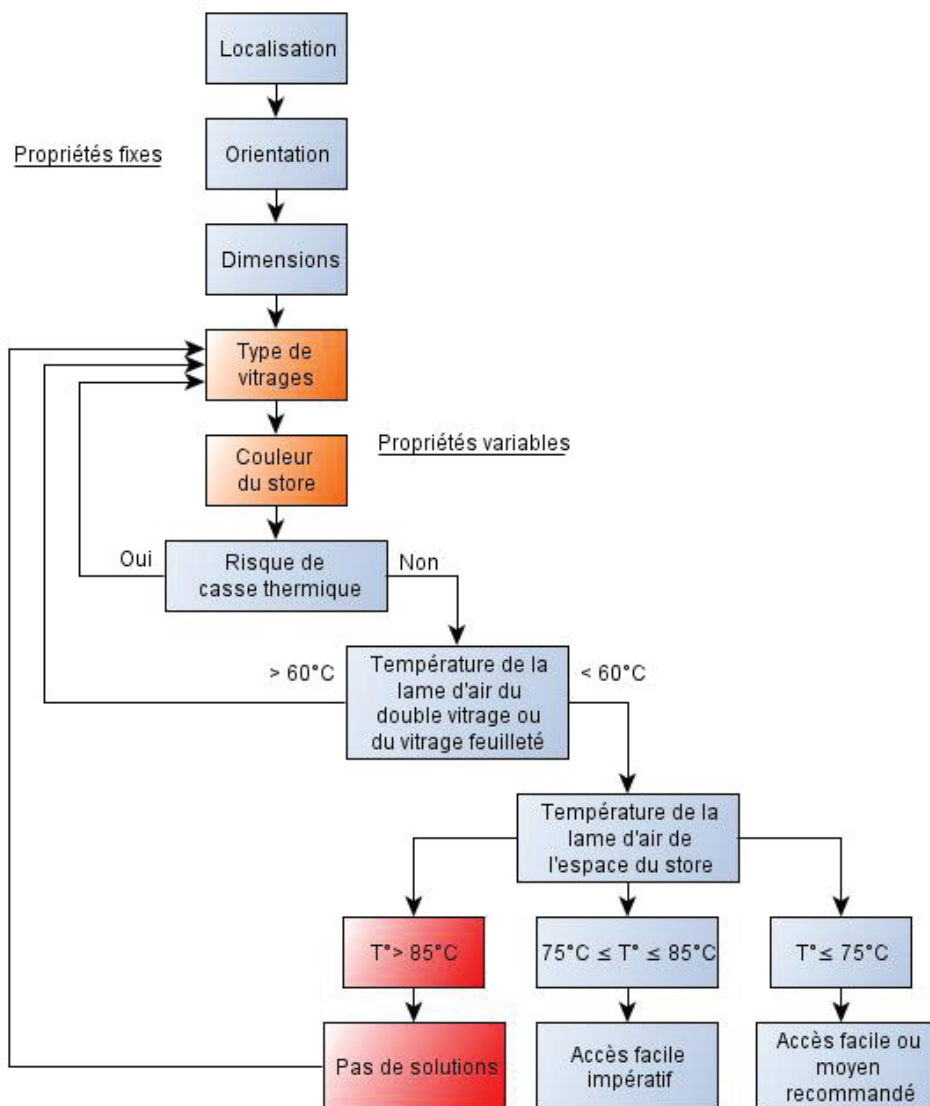 Localisation
Propriétés fixes
Orientation
Dimensions
Type de
vitrages
Propriétés variables
Couleur
du store
Oui
Risque de
casse thermique
Non
> 60°C
Température de la
lame d'air du
double vitrage ou
du vitrage feuilleté
< 60°C
Température de la
lame d'air de
l'espace du store
T°> 85°C
75°C ≤ T° ≤ 85°C
T°≤ 75°C
Pas de solutions
Accès facile
impératif
Accès facile ou
moyen
recommandé